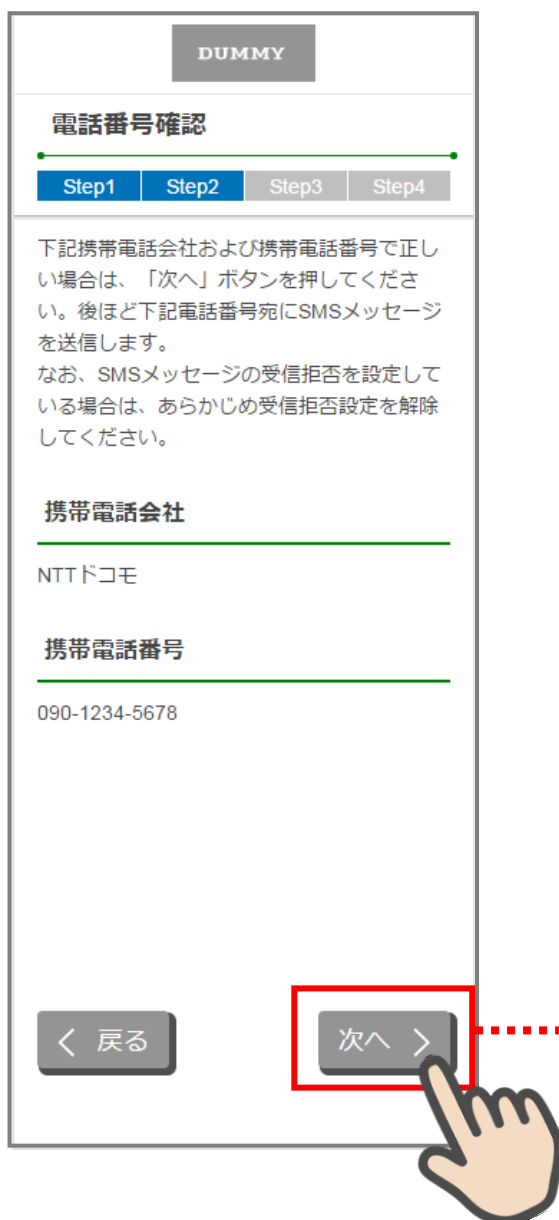 DUMMY
電話番号確認
Step1 Step2 Step3 Step4
下記携帯電話会社および携帯電話番号で正し
い場合は、「次へ」ボタンを押してくださ
い。後ほど下記電話番号宛にSMSメッセージ
を送信します。
なお、SMSメッセージの受信拒否を設定して
いる場合は、あらかじめ受信拒否設定を解除
してください。
携帯電話会社
NTTドコモ
携帯電話番号
090-1234-5678
戻る 次へ